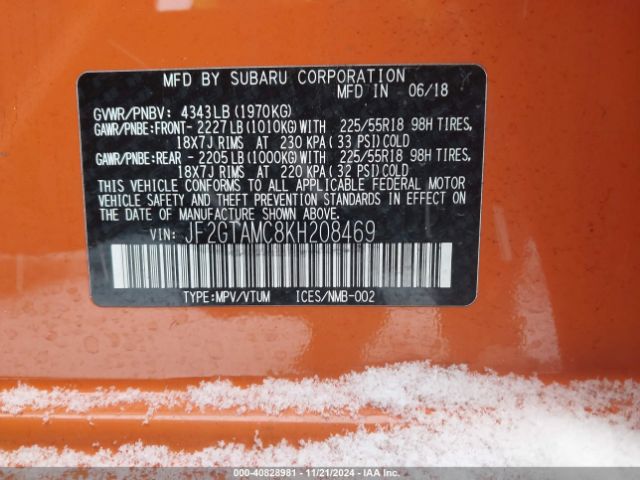 MFD BY SUBARU CORPORATION
MFD IN 06/18
GVWR/PNBV: 4343LB(1970KG)
GAWR/PNBE:FRONT- 2227LB(1010KG)WITH 225/55R18 98H TIRES,
18X7J RIMS AT 230 KPA(33 PSI)COLD
GAWR/PNBE:REAR - 2205LB(1000KG)WITH 225/55R18 98H TIRES,
18X7J RIMS AT 220 KPA(32 PSI)COLD
THIS VEHICLE CONFORMS TO ALL APPLICABLE FEDERAL MOTOR
VEHICLE SAFETY AND THEFT PREVENTION STANDARDS IN EFFECT ON
THE DATE OF MANUFACTURE SHOWN ABOVE.
VIN: JF2GTAMC8KH208469
TYPE:MPV/VTUM ICES/NMB-002
© 40828981 - 11/21/2024 - IAA Inc.